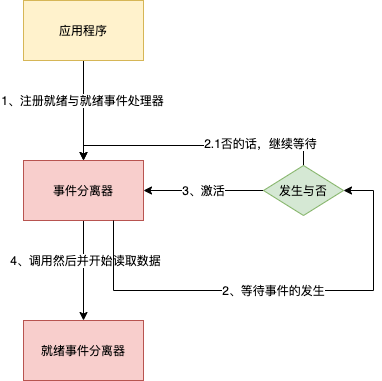 应用程序
1、注册就绪与就绪事件处理器
2.1否的话，继续等待
事件分离器
3、激活
发生与否
4、调用然后并开始读取数据
2、等待事件的发生
就绪事件分离器